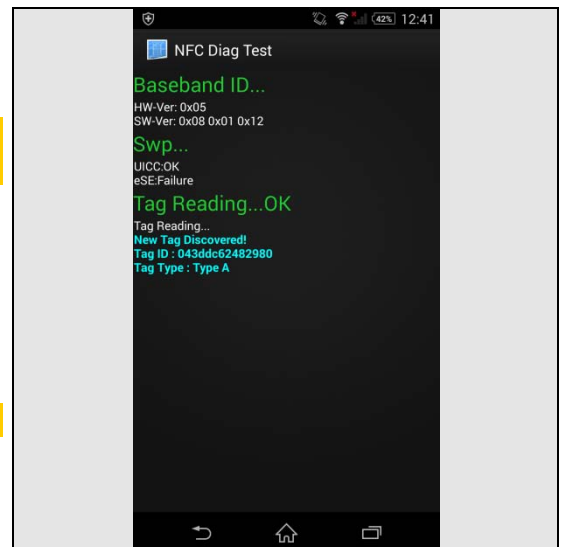 42% 12:41
NFC Diag Test
Baseband ID...
HW-Ver: 0x05
SW-Ver: 0x08 0x01 0x12
Swp...
UICC:OK
eSE:Failure
Tag Reading...OK
Tag Reading...
New Tag Discovered!
Tag ID : 043ddc62482980
Tag Type : Type A